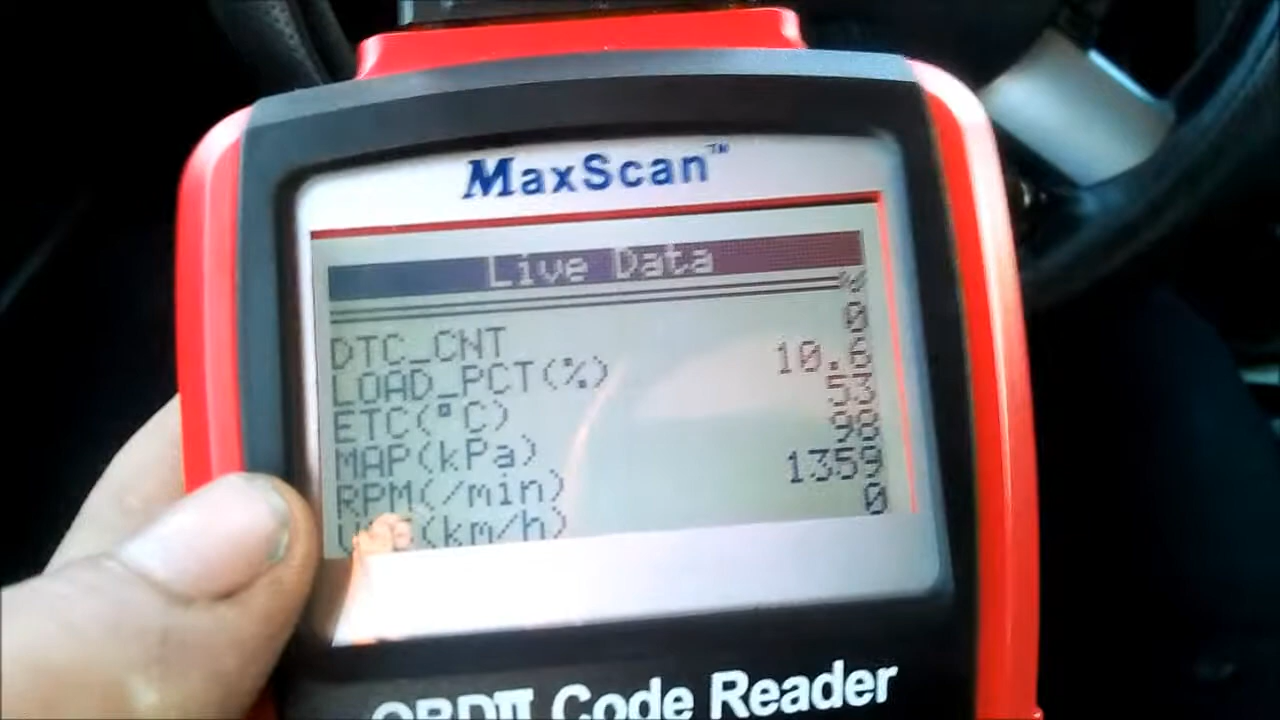 MaxScan™
Live Data
DTC_CNT 0
LOAD_PCT(%) 10.6
ETC(°C) 53
MAP(kPa) 98
RPM(/min) 1359
(km/h) 0
OBDII Code Reader